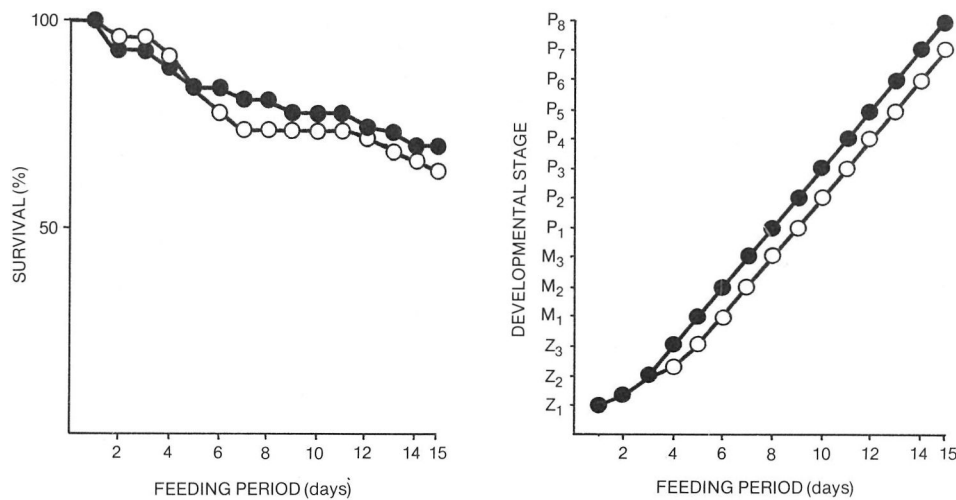 100
50
SURVIVAL (%)
2 4 6 8 10 12 14 15
FEEDING PERIOD (days)
P8
P7
P6
P5
P4
P3
P2
P1
M3
M2
M1
Z3
Z2
Z1
DEVELOPMENTAL STAGE
2 4 6 8 10 12 14 15
FEEDING PERIOD (days)